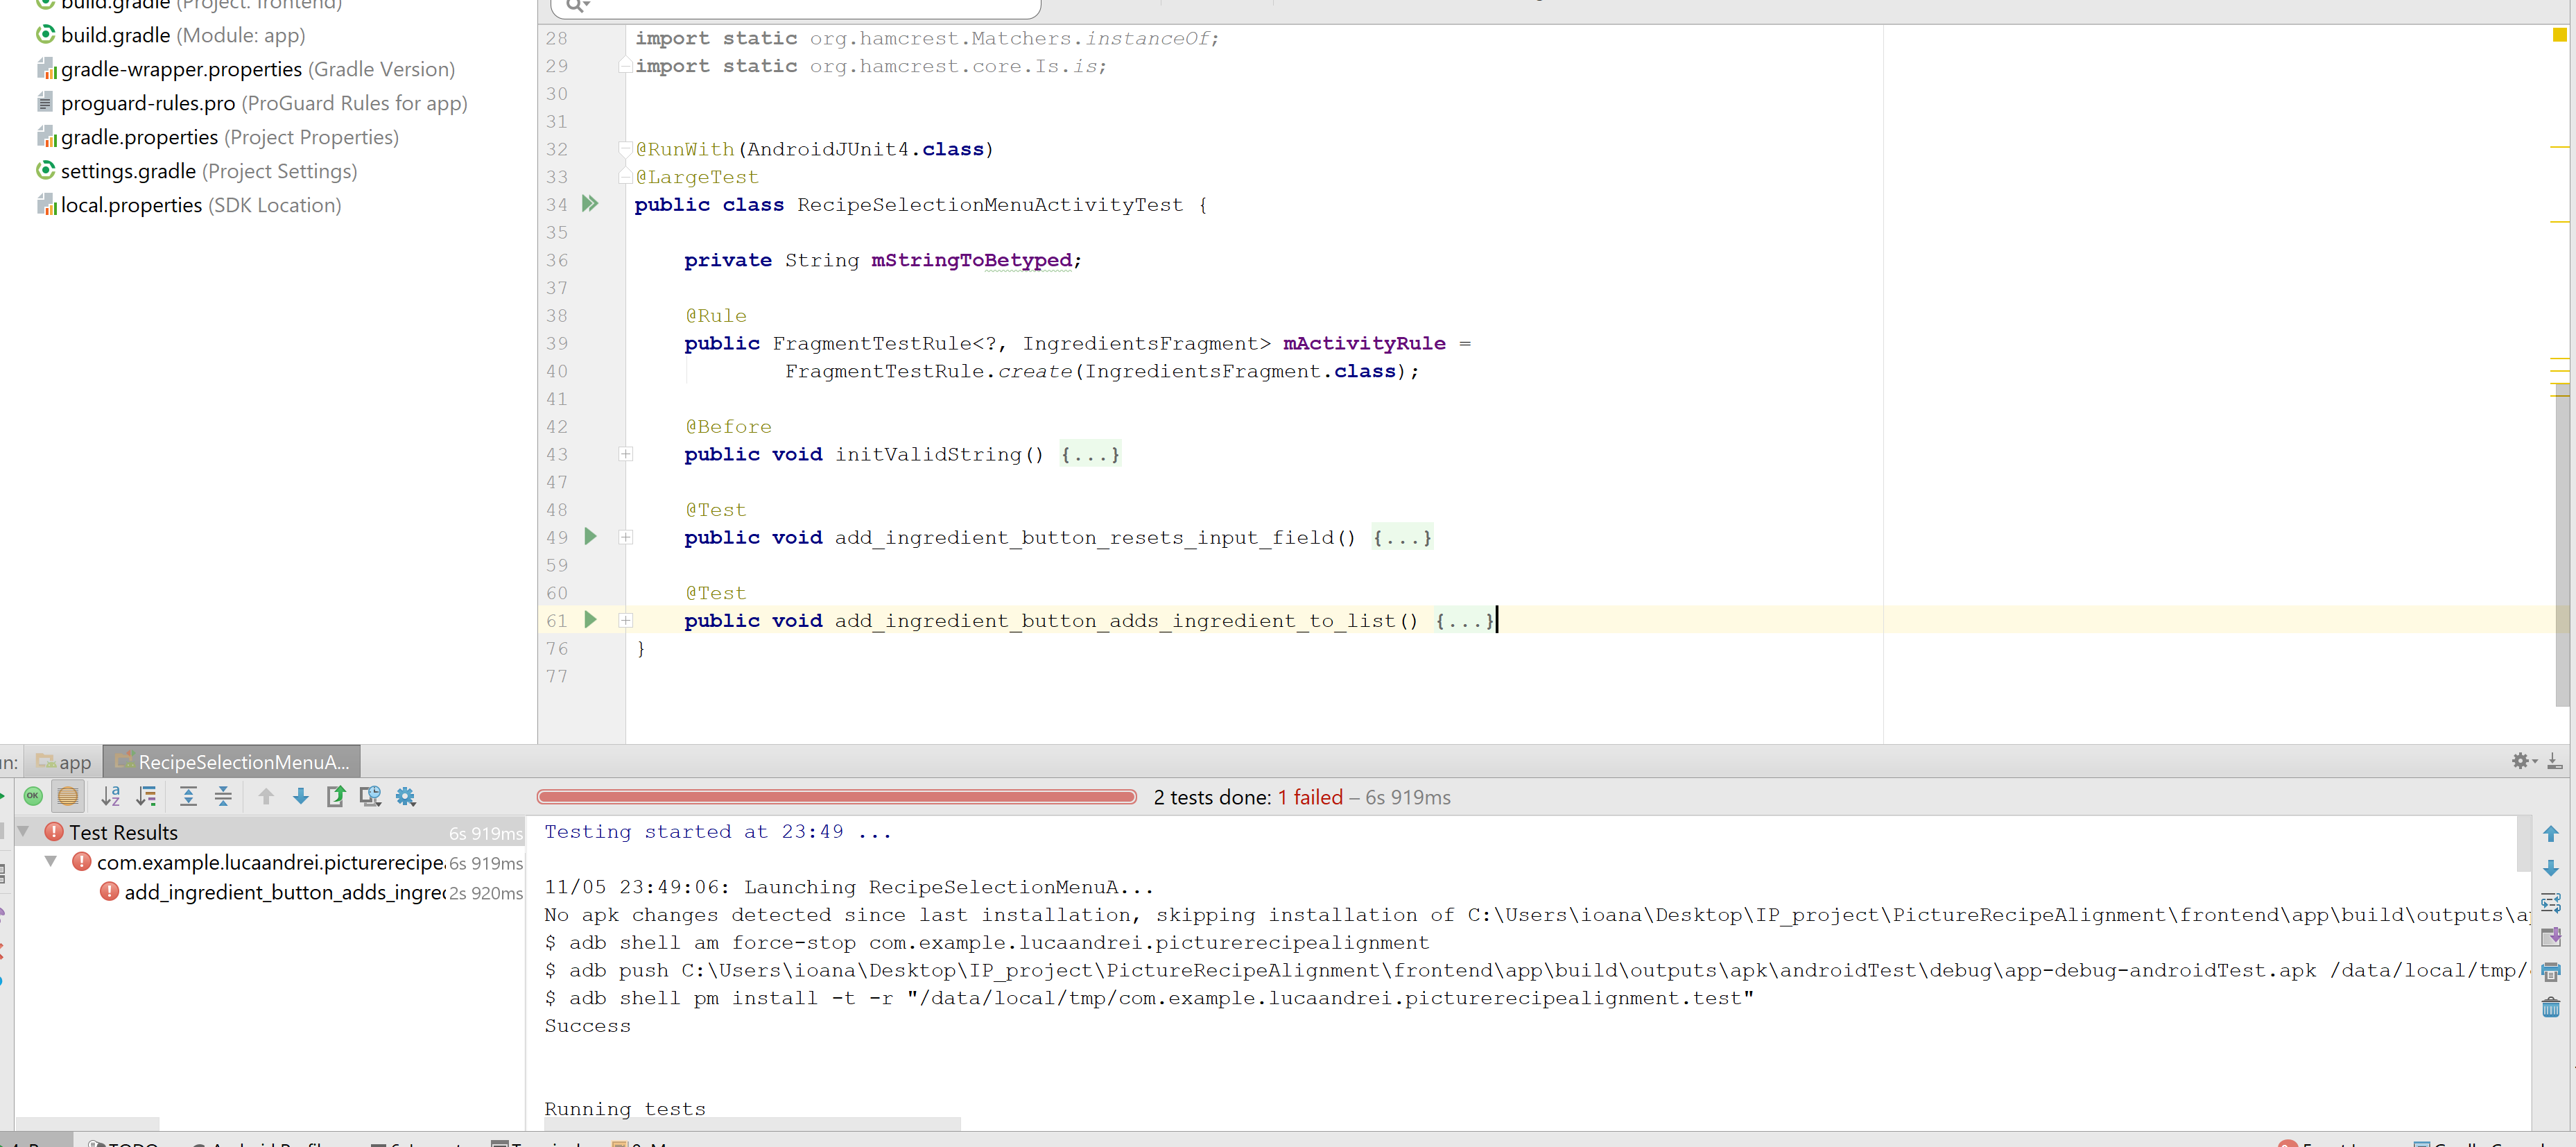 build.gradle (Project: frontend)
build.gradle (Module: app)
gradle-wrapper.properties (Gradle Version)
proguard-rules.pro (ProGuard Rules for app)
gradle.properties (Project Properties)
settings.gradle (Project Settings)
local.properties (SDK Location)
28 import static org.hamcrest.Matchers.instanceOf;
29 import static org.hamcrest.core.Is.is;
30
31
32 @RunWith(AndroidJUnit4.class)
33 @LargeTest
34 public class RecipeSelectionMenuActivityTest {
35
36 private String mStringToBetyped;
37
38 @Rule
39 public FragmentTestRule<?, IngredientsFragment> mActivityRule =
40 FragmentTestRule.create(IngredientsFragment.class);
41
42 @Before
43 public void initValidString() {...}
47
48 @Test
49 public void add_ingredient_button_resets_input_field() {...}
59
60 @Test
61 public void add_ingredient_button_adds_ingredient_to_list() {...}
76 }
77
app RecipeSelectionMenuA...
OK
2 tests done: 1 failed – 6s 919ms
Test Results 6s 919ms
com.example.lucaandrei.picturerecipe 6s 919ms
add_ingredient_button_adds_ingre 2s 920ms
Testing started at 23:49 ...
11/05 23:49:06: Launching RecipeSelectionMenuA...
No apk changes detected since last installation, skipping installation of C:\Users\ioana\Desktop\IP_project\PictureRecipeAlignment\frontend\app\build\outputs\a
$ adb shell am force-stop com.example.lucaandrei.picturerecipealignment
$ adb push C:\Users\ioana\Desktop\IP_project\PictureRecipeAlignment\frontend\app\build\outputs\apk\androidTest\debug\app-debug-androidTest.apk /data/local/tmp/
$ adb shell pm install -t -r "/data/local/tmp/com.example.lucaandrei.picturerecipealignment.test"
Success
Running tests